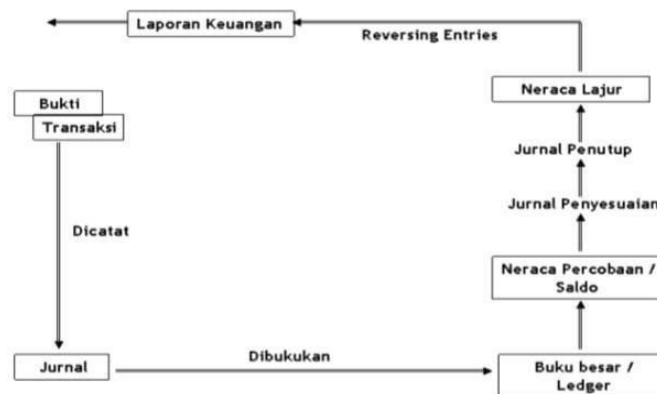 Laporan Keuangan
Reversing Entries
Bukti
Transaksi
Neraca Lajur
Jurnal Penutup
Jurnal Penyesuaian
Dicatat
Neraca Percobaan /
Saldo
Jurnal
Dibukukan
Buku besar /
Ledger